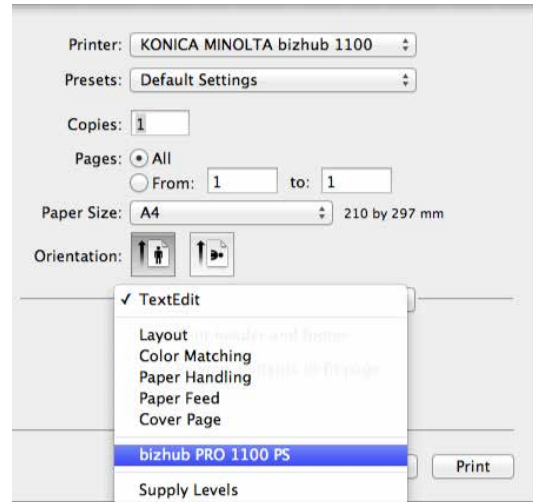 Printer: KONICA MINOLTA bizhub 1100
Presets: Default Settings
Copies: 1
Pages: All
From: 1 to: 1
Paper Size: A4 210 by 297 mm
Orientation:
✓ TextEdit
Layout
Color Matching
Paper Handling
Paper Feed
Cover Page
bizhub PRO 1100 PS
Print
Supply Levels